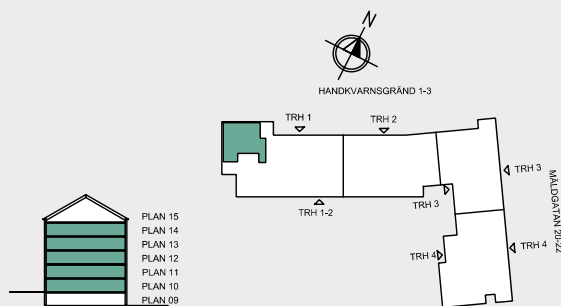 N
HANDKVARNSGRÄND 1-3
TRH 1
TRH 2
TRH 3
TRH 3
MÄLDGATAN 20-22
TRH 1-2
TRH 4
TRH 4
PLAN 15
PLAN 14
PLAN 13
PLAN 12
PLAN 11
PLAN 10
PLAN 09